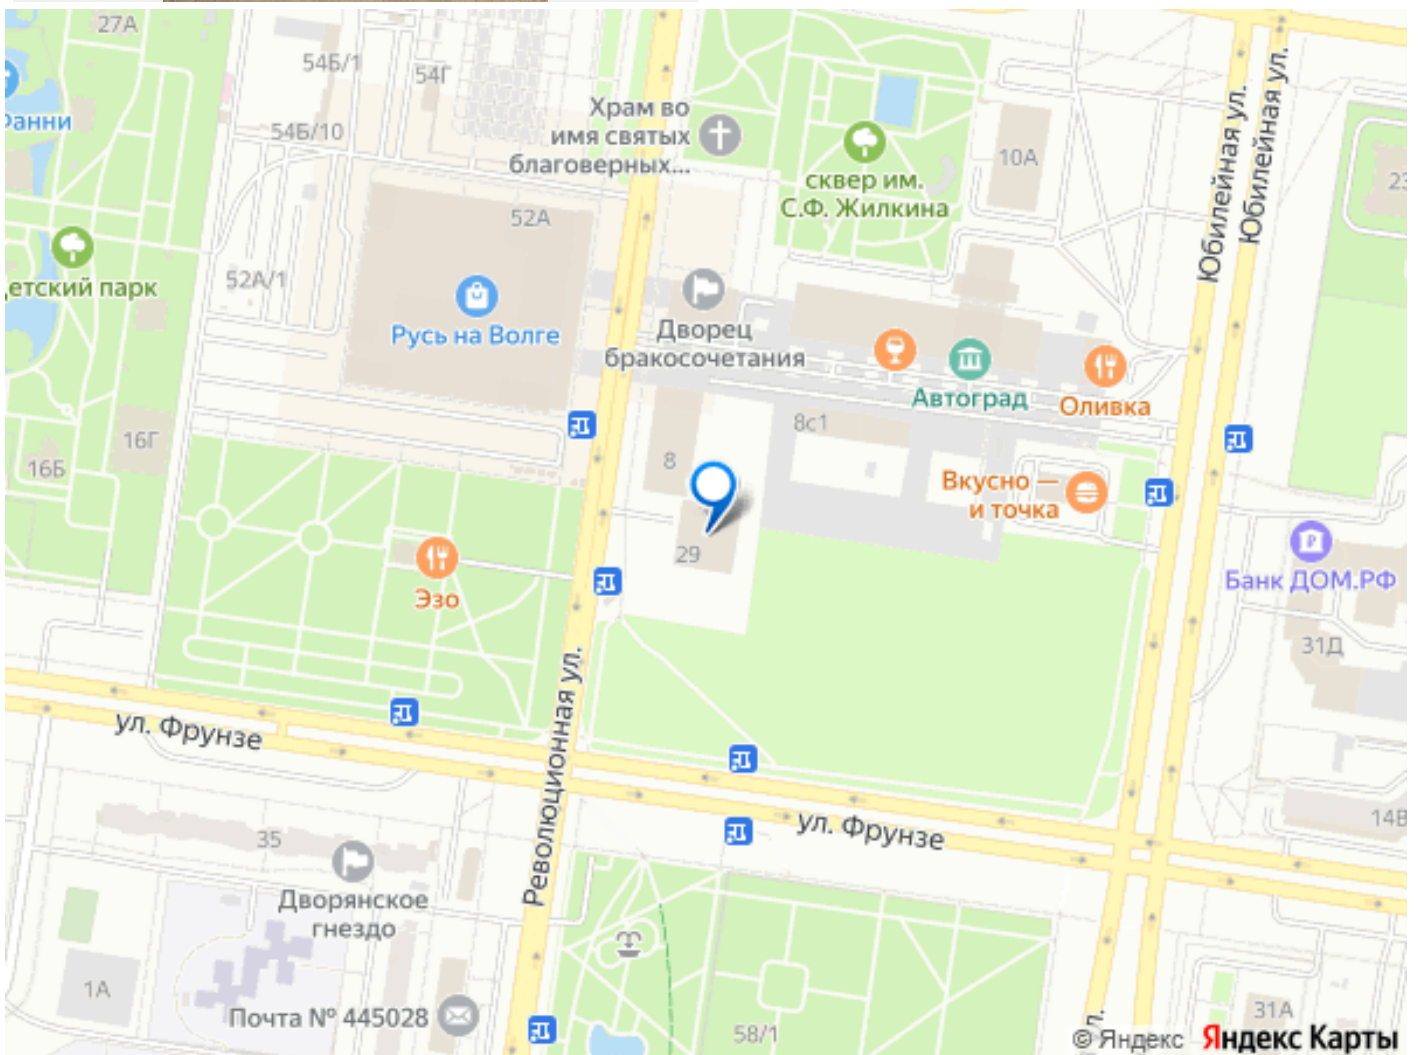 27А
54Б/1
54Г
54Б/10
Фанни
Храм во
имя святых
благоверных...
сквер им.
С.Ф. Жилкина
10А
Юбилейная ул.
Юбилейная ул.
23
52А
52А/1
етский парк
Русь на Волге
Дворец
бракосочетания
Автоград
Оливка
8с1
16Г
16Б
8
Вкусно —
и точка
29
Эзо
Банк ДОМ.РФ
31Д
Революционная ул.
ул. Фрунзе
ул. Фрунзе
14В
35
Дворянское
гнездо
1А
Почта № 445028
58/1
31А
© Яндекс Яндекс Карты